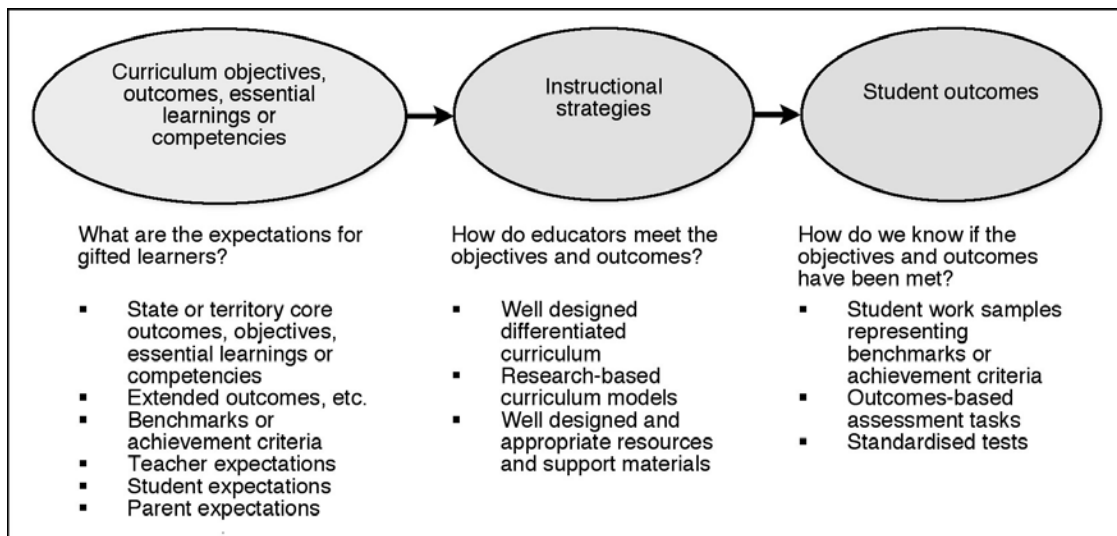 Curriculum objectives,
outcomes, essential
learnings or
competencies
Instructional
strategies
Student outcomes
What are the expectations for
gifted learners?
▪ State or territory core
outcomes, objectives,
essential learnings or
competencies
▪ Extended outcomes, etc.
▪ Benchmarks or
achievement criteria
▪ Teacher expectations
▪ Student expectations
▪ Parent expectations
How do educators meet the
objectives and outcomes?
▪ Well designed
differentiated
curriculum
▪ Research-based
curriculum models
▪ Well designed and
appropriate resources
and support materials
How do we know if the
objectives and outcomes
have been met?
▪ Student work samples
representing
benchmarks or
achievement criteria
▪ Outcomes-based
assessment tasks
▪ Standardised tests